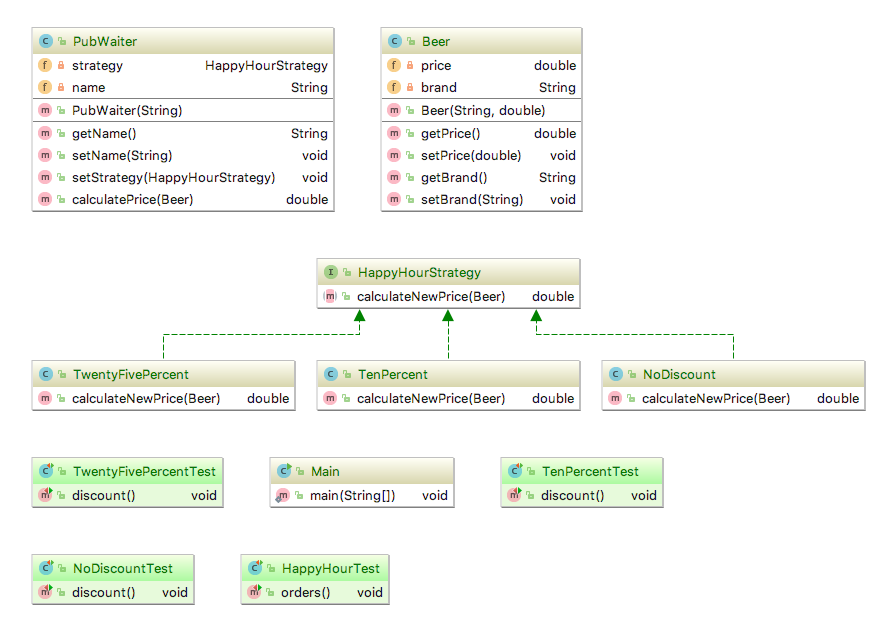 PubWaiter
strategy HappyHourStrategy
name String
PubWaiter(String)
getName() String
setName(String) void
setStrategy(HappyHourStrategy) void
calculatePrice(Beer) double
Beer
price double
brand String
Beer(String, double)
getPrice() double
setPrice(double) void
getBrand() String
setBrand(String) void
HappyHourStrategy
calculateNewPrice(Beer) double
TwentyFivePercent
calculateNewPrice(Beer) double
TenPercent
calculateNewPrice(Beer) double
NoDiscount
calculateNewPrice(Beer) double
TwentyFivePercentTest
discount() void
Main
main(String[]) void
TenPercentTest
discount() void
NoDiscountTest
discount() void
HappyHourTest
orders() void